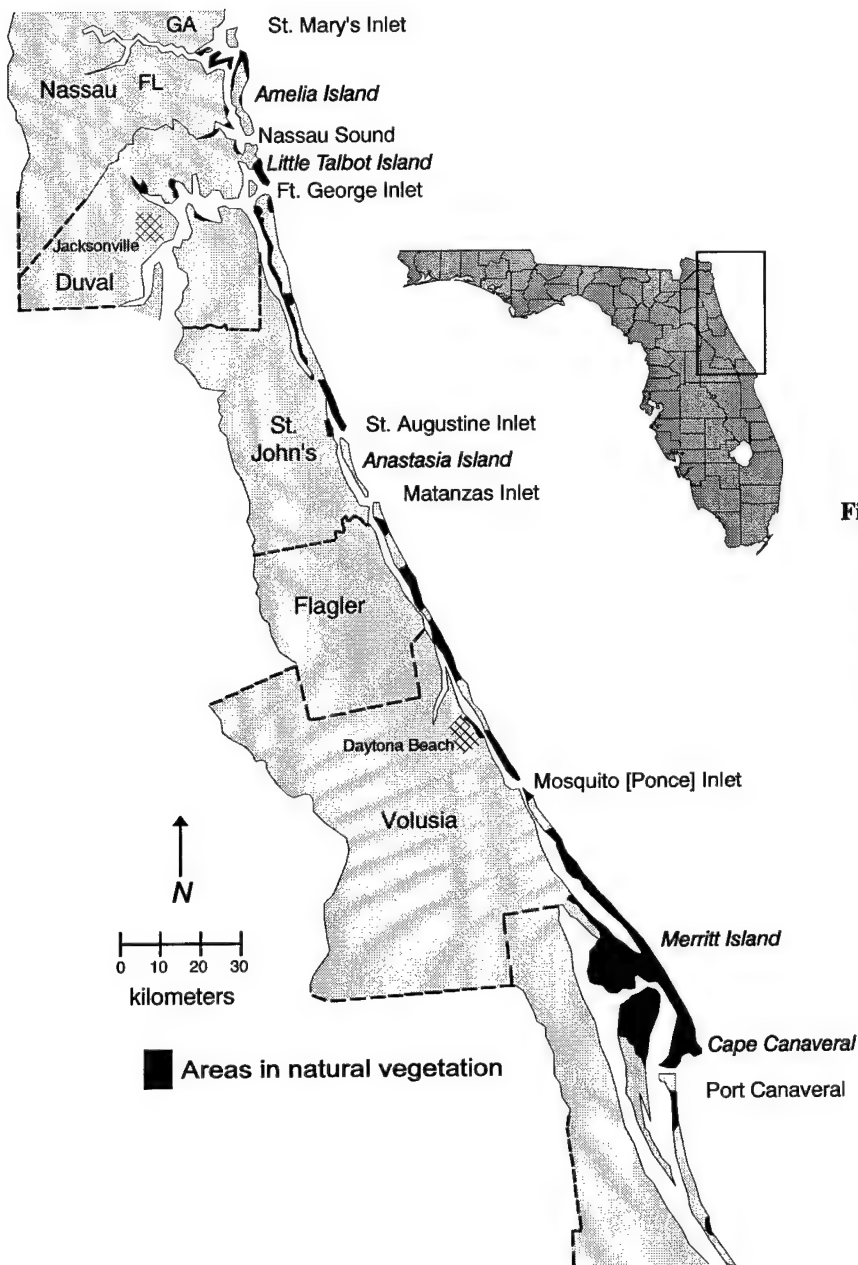 GA
St. Mary's Inlet
Nassau
FL
Amelia Island
Nassau Sound
Little Talbot Island
Ft. George Inlet
Jacksonville
Duval
St.
John's
St. Augustine Inlet
Anastasia Island
Matanzas Inlet
Fi
Flagler
Daytona Beach
Mosquito [Ponce] Inlet
Volusia
N
Merritt Island
0 10 20 30
kilometers
Cape Canaveral
Areas in natural vegetation
Port Canaveral